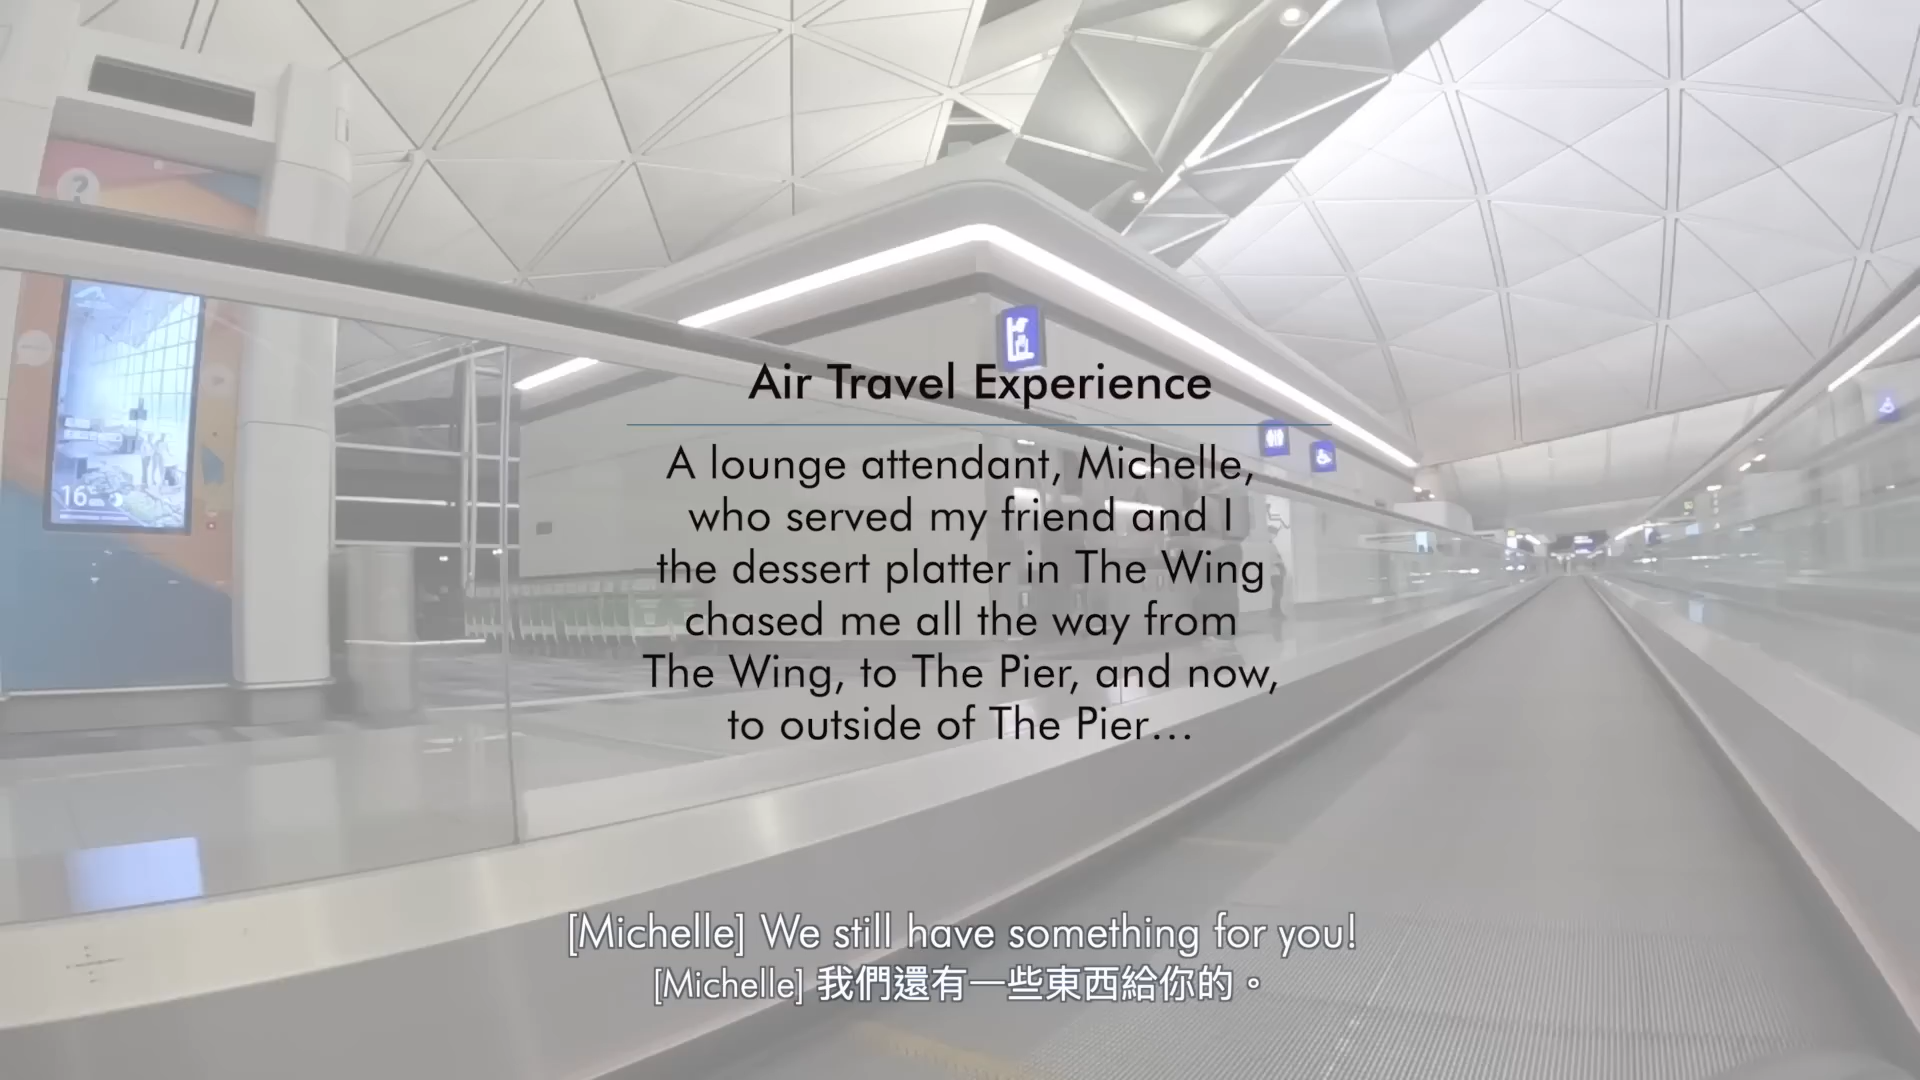 Air Travel Experience
A lounge attendant, Michelle,
who served my friend and I
the dessert platter in The Wing
chased me all the way from
The Wing, to The Pier, and now,
to outside of The Pier…
[Michelle] We still have something for you!
[Michelle] 我們還有一些東西給你的。
?
16